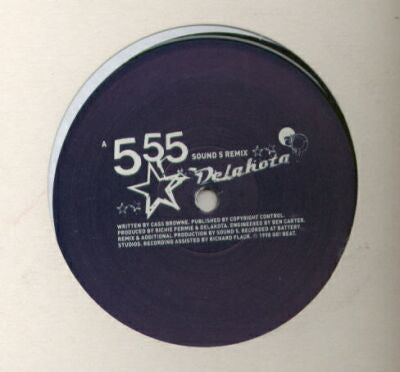 A
555
SOUND 5 REMIX
Delakota
WRITTEN BY CASS BROWNE. PUBLISHED BY COPYRIGHT CONTROL.
PRODUCED BY RICHIE FERMIE & DELAKOTA. ENGINEERED BY BEN CARTER.
REMIX & ADDITIONAL PRODUCTION BY SOUND 5. RECORDED AT BATTERY
STUDIOS. RECORDING ASSISTED BY RICHARD FLACK. © 1998 GO! BEAT.